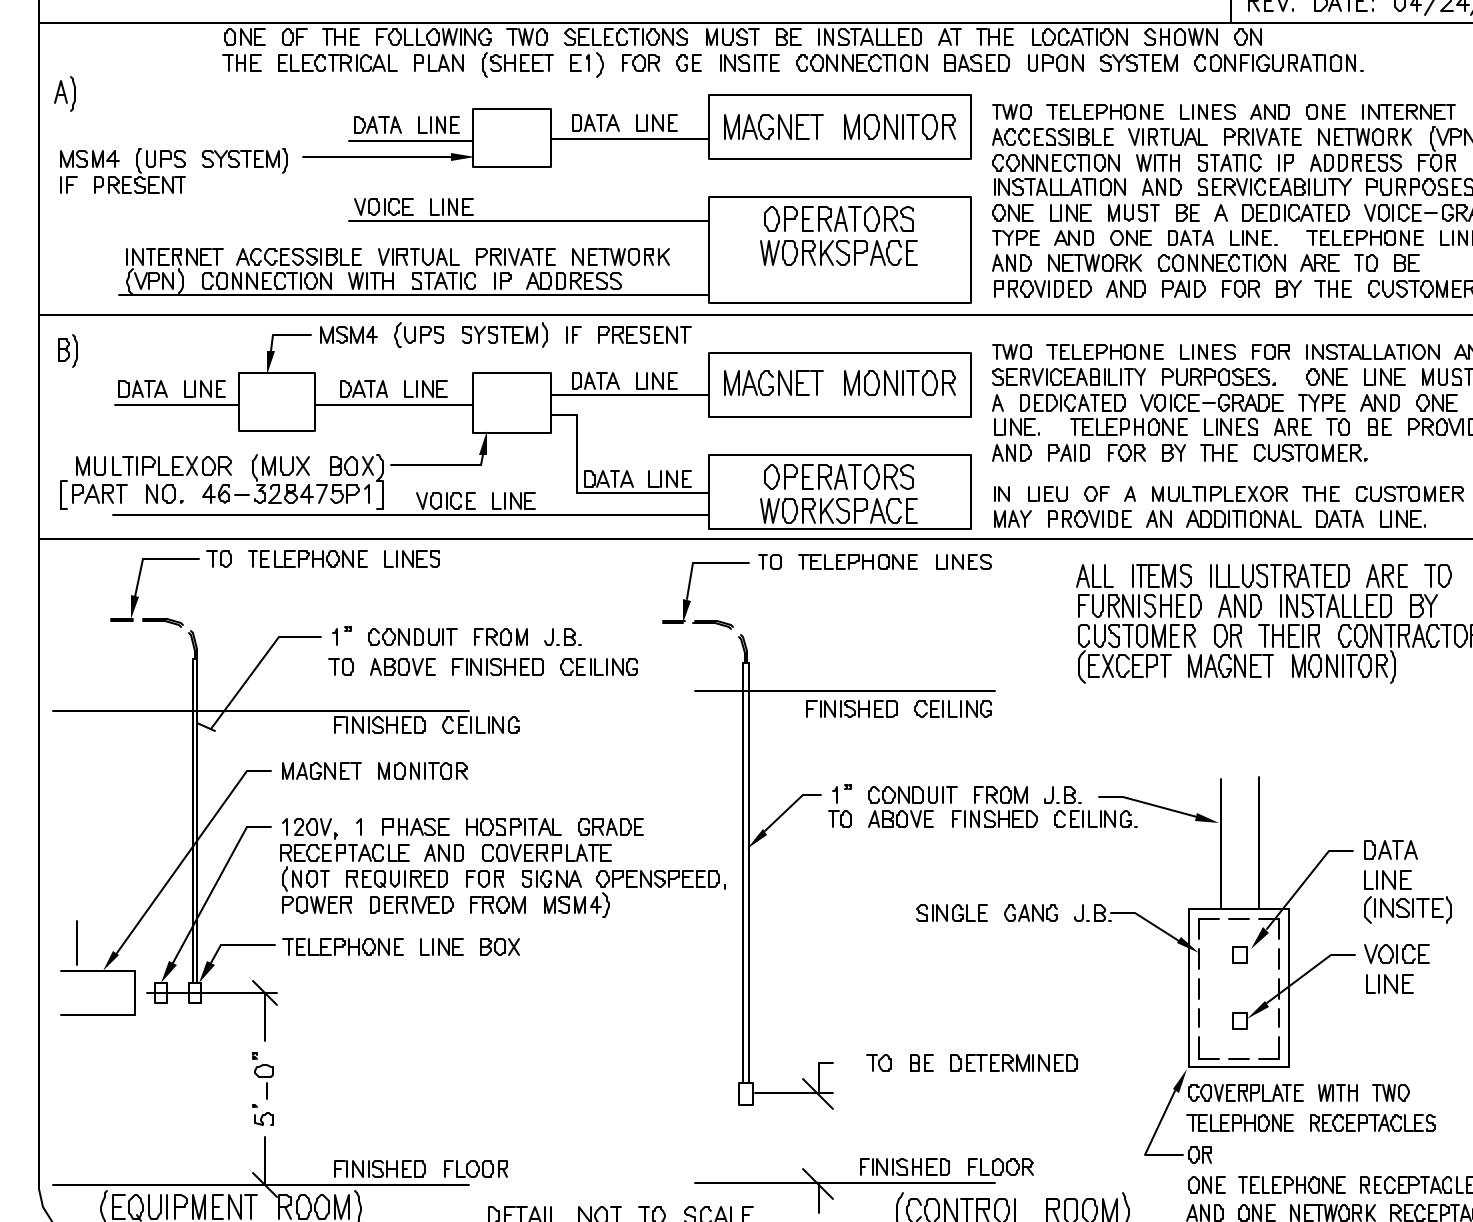 REV. DATE: 04/24/
ONE OF THE FOLLOWING TWO SELECTIONS MUST BE INSTALLED AT THE LOCATION SHOWN ON
THE ELECTRICAL PLAN (SHEET E1) FOR GE INSITE CONNECTION BASED UPON SYSTEM CONFIGURATION.
A)
DATA LINE
DATA LINE
MAGNET MONITOR
MSM4 (UPS SYSTEM)
IF PRESENT
VOICE LINE
OPERATORS
WORKSPACE
INTERNET ACCESSIBLE VIRTUAL PRIVATE NETWORK
(VPN) CONNECTION WITH STATIC IP ADDRESS
TWO TELEPHONE LINES AND ONE INTERNET
ACCESSIBLE VIRTUAL PRIVATE NETWORK (VPN
CONNECTION WITH STATIC IP ADDRESS FOR
INSTALLATION AND SERVICEABILITY PURPOSES
ONE LINE MUST BE A DEDICATED VOICE-GRA
TYPE AND ONE DATA LINE. TELEPHONE LIN
AND NETWORK CONNECTION ARE TO BE
PROVIDED AND PAID FOR BY THE CUSTOMER
B)
MSM4 (UPS SYSTEM) IF PRESENT
DATA LINE
DATA LINE
DATA LINE
MAGNET MONITOR
MULTIPLEXOR (MUX BOX)
[PART NO. 46-328475P1]
VOICE LINE
DATA LINE
OPERATORS
WORKSPACE
TWO TELEPHONE LINES FOR INSTALLATION AN
SERVICEABILITY PURPOSES. ONE LINE MUST
A DEDICATED VOICE-GRADE TYPE AND ONE
LINE. TELEPHONE LINES ARE TO BE PROVID
AND PAID FOR BY THE CUSTOMER.
IN LIEU OF A MULTIPLEXOR THE CUSTOMER
MAY PROVIDE AN ADDITIONAL DATA LINE.
TO TELEPHONE LINES
1" CONDUIT FROM J.B.
TO ABOVE FINISHED CEILING
FINISHED CEILING
MAGNET MONITOR
120V, 1 PHASE HOSPITAL GRADE
RECEPTACLE AND COVERPLATE
(NOT REQUIRED FOR SIGNA OPENSPEED,
POWER DERIVED FROM MSM4)
TELEPHONE LINE BOX
5'-0"
FINISHED FLOOR
(EQUIPMENT ROOM)
DETAIL NOT TO SCALE
TO TELEPHONE LINES
FINISHED CEILING
1" CONDUIT FROM J.B.
TO ABOVE FINSHED CEILING.
TO BE DETERMINED
FINISHED FLOOR
(CONTROL ROOM)
ALL ITEMS ILLUSTRATED ARE TO
FURNISHED AND INSTALLED BY
CUSTOMER OR THEIR CONTRACTOR
(EXCEPT MAGNET MONITOR)
SINGLE GANG J.B.
DATA
LINE
(INSITE)
VOICE
LINE
COVERPLATE WITH TWO
TELEPHONE RECEPTACLES
OR
ONE TELEPHONE RECEPTACLE
AND ONE NETWORK RECEPTA